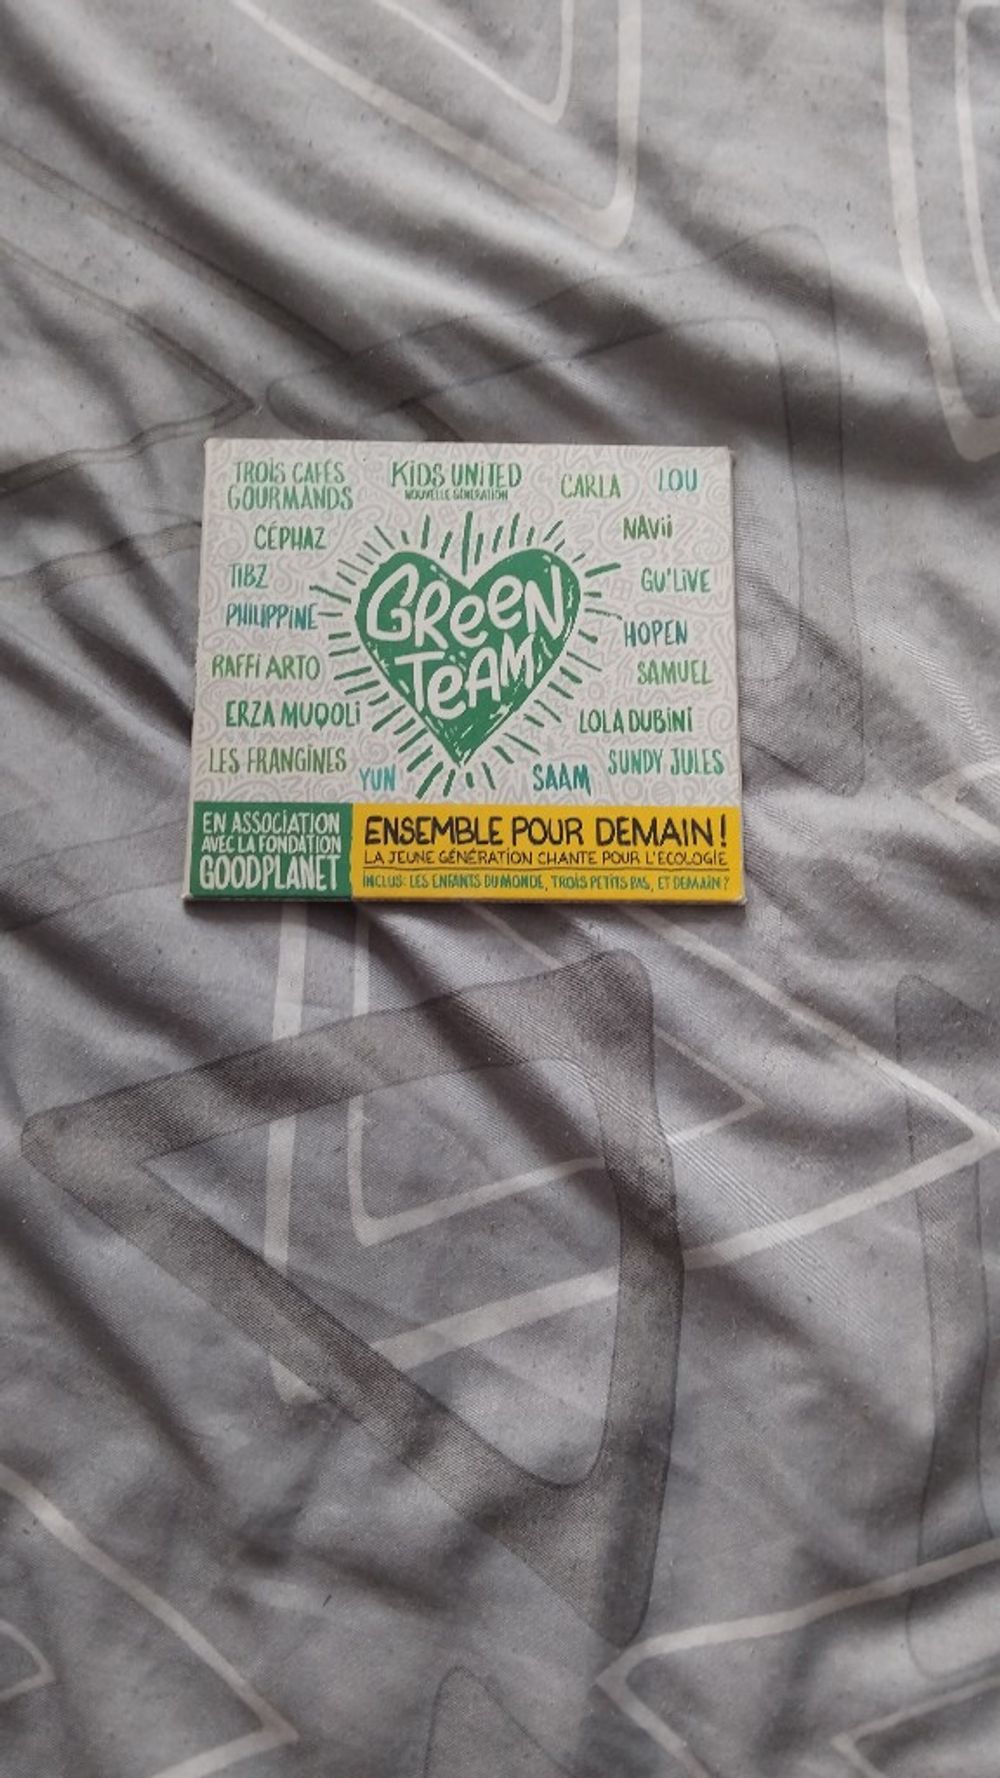 TROIS CAFÉS
GOURMANDS
KIDS UNITED
NOUVELLE GÉNÉRATION
CARLA
LOU
CÉPHAZ
NAVii
TIBZ
GU'LiVE
PHILIPPINE
HOPEN
RAFFI ARTO
SAMUEL
ERZA MUQOLI
LOLA DUBINI
LES FRANGINES
SUNDY JULES
YUN
SAAM
GReeN
TëAM
EN ASSOCIATION
AVEC LA FONDATION
GOODPLANET
ENSEMBLE POUR DEMAIN !
LA JEUNE GÉNÉRATION CHANTE POUR L'ECOLOGIE
INCLUS: LES ENFANTS DU MONDE, TROIS PETITS PAS, ET DEMAIN ?